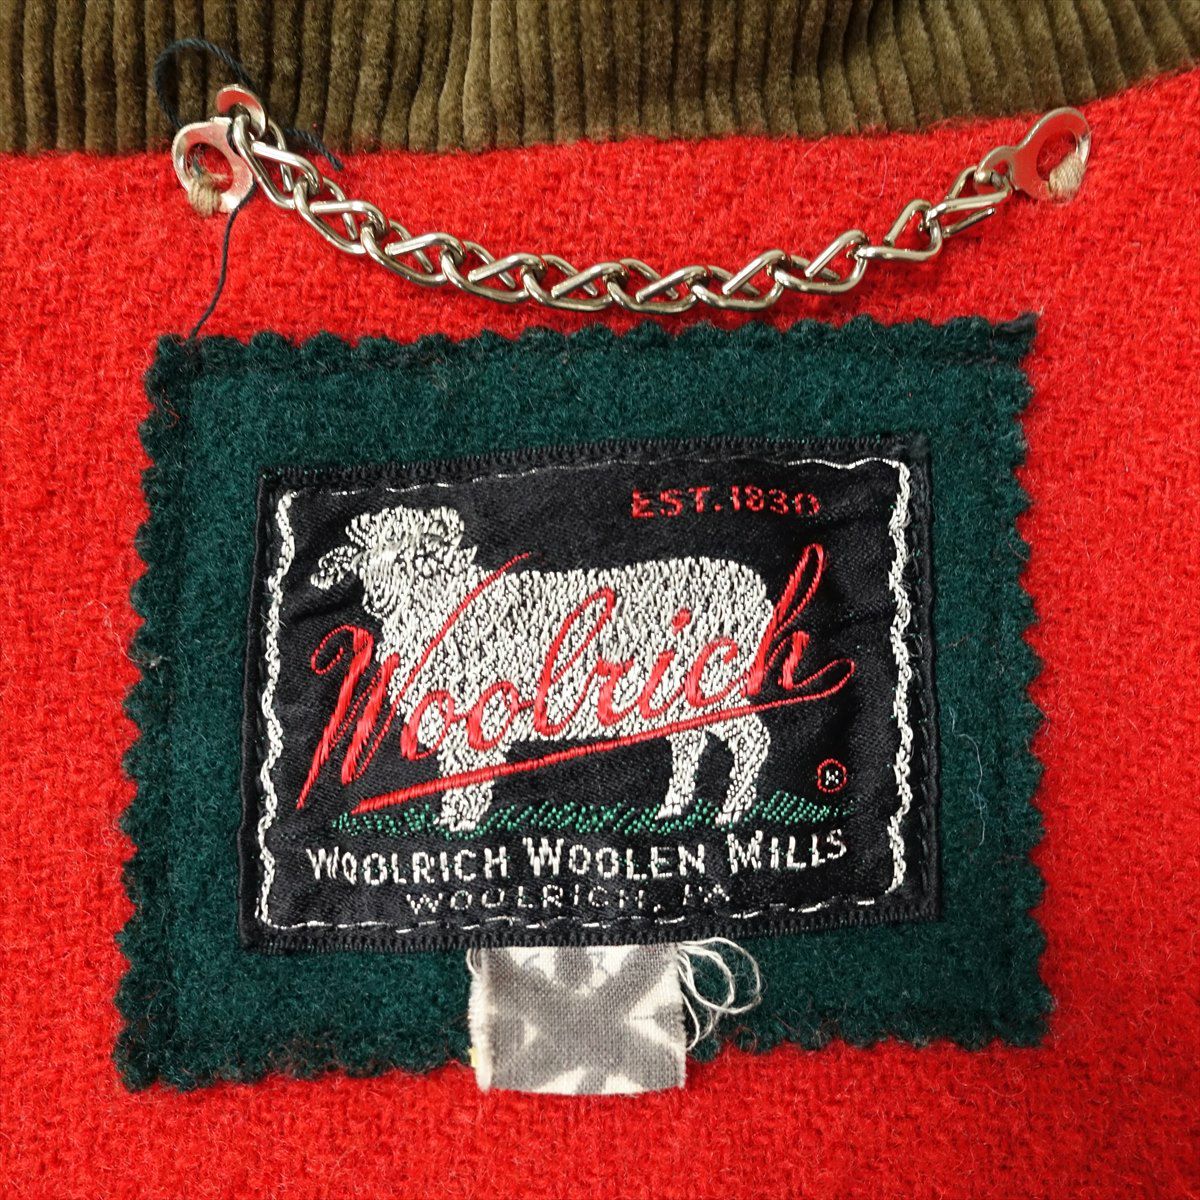 EST.1830
Woolrich
®
WOOLRICH WOOLEN MILLS
WOOLRICH, PA